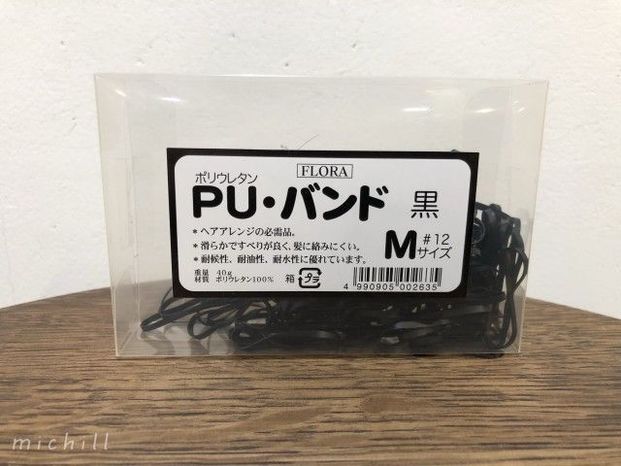 FLORA
ポリウレタン
PU・バンド 黒
*ヘアアレンジの必需品。
*滑らかですべりが良く、髪に絡みにくい。
*耐候性、耐油性、耐水性に優れています。
M #12
サイズ
重量 40g
材質 ポリウレタン100%
箱 プラ
4 990905 002635
michill